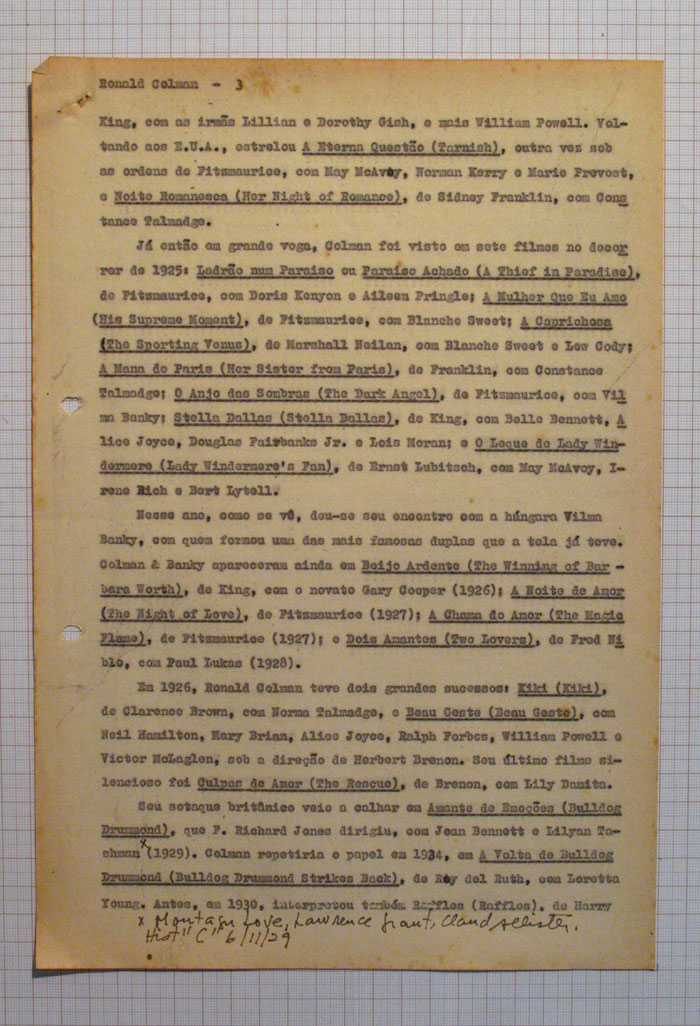 Ronald Colman - 3
King, com as irmãs Lillian e Dorothy Gish, e mais William Powell. Vol-
tando aos E.U.A., estrelou A Eterna Questão (Tarnish), outra vez sob
as ordens de Fitzmaurice, com May McAvoy, Norman Kerry e Marie Prevost,
e Noite Romanesca (Her Night of Romance), de Sidney Franklin, com Cons
tance Talmadge.
Já então em grande voga, Colman foi visto em sete filmes no decor
rer de 1925: Ladrão num Paraiso ou Paraiso Achado (A Thief in Paradise),
de Fitzmaurice, com Doris Kenyon e Aileen Pringle; A Mulher Que Eu Amo
(His Supreme Moment), de Fitzmaurice, com Blanche Sweet; A Caprichosa
(The Sporting Venus), de Marshall Neilan, com Blanche Sweet e Lew Cody;
A Mana de Paris (Her Sister from Paris), de Franklin, com Constance
Talmadge; O Anjo das Sombras (The Dark Angel), de Fitzmaurice, com Vil
ma Banky; Stella Dallas (Stella Dallas), de King, com Belle Bennett, A
lice Joyce, Douglas Fairbanks Jr. e Lois Moran; e O Leque de Lady Win-
dermere (Lady Windermere's Fan), de Ernst Lubitsch, com May McAvoy, I-
rene Rich e Bert Lytell.
Nesse ano, como se vê, deu-se seu encontro com a húngara Vilma
Banky, com quem formou uma das mais famosas duplas que a tela já teve.
Colman & Banky apareceram ainda em Beijo Ardente (The Winning of Bar -
bara Worth), de King, com o novato Gary Cooper (1926); A Noite de Amor
(The Night of Love), de Fitzmaurice (1927); A Chama do Amor (The Magic
Flame), de Fitzmaurice (1927); e Dois Amantes (Two Lovers), de Fred Ni
blo, com Paul Lukas (1928).
Em 1926, Ronald Colman teve dois grandes sucessos: Kiki (Kiki),
de Clarence Brown, com Norma Talmadge, e Beau Geste (Beau Geste), com
Neil Hamilton, Mary Brian, Alice Joyce, Ralph Forbes, William Powell e
Victor McLaglen, sob a direção de Herbert Brenon. Seu último filme si-
lencioso foi Culpas de Amor (The Rescue), de Brenon, com Lily Damita.
Seu sotaque britânico veio a calhar em Amante de Emoções (Bulldog
Drummond), que F. Richard Jones dirigiu, com Joan Bennett e Lilyan Ta-
shman x (1929). Colman repetiria o papel em 1934, em A Volta de Bulldog
Drummond (Bulldog Drummond Strikes Back), de Roy del Ruth, com Loretta
Young. Antes, em 1930, interpretou também Raffles (Raffles). de Harry
x Montagu Love, Lawrence Grant, Claud Allister.
Hist "C" 6/11/29